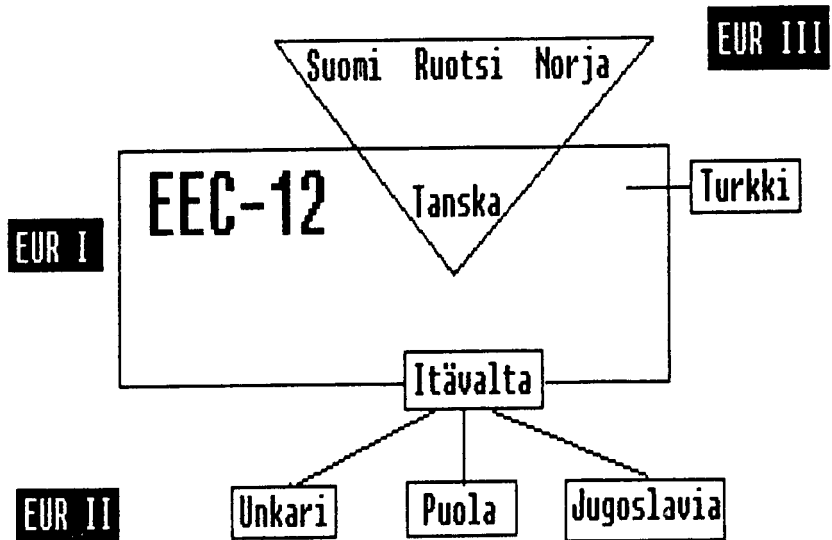 EUR III
Suomi Ruotsi Norja
EEC-12
Tanska
Turkki
EUR I
Itävalta
EUR II
Unkari
Puola
Jugoslavia